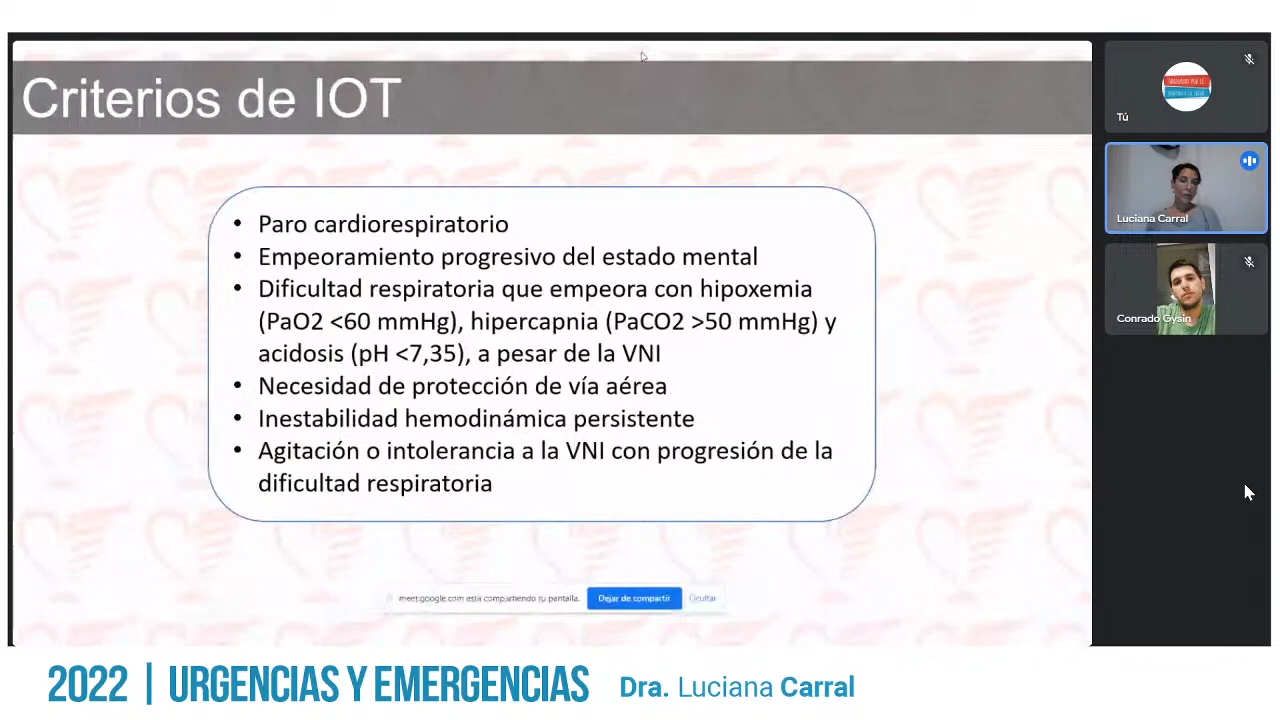 Criterios de IOT
• Paro cardiorespiratorio
• Empeoramiento progresivo del estado mental
• Dificultad respiratoria que empeora con hipoxemia
(PaO2 <60 mmHg), hipercapnia (PaCO2 >50 mmHg) y
acidosis (pH <7,35), a pesar de la VNI
• Necesidad de protección de vía aérea
• Inestabilidad hemodinámica persistente
• Agitación o intolerancia a la VNI con progresión de la
dificultad respiratoria
meet.google.com está compartiendo tu pantalla.
Dejar de compartir
Ocultar
Tú
Luciana Carral
Conrado Gysin
2022 | URGENCIAS Y EMERGENCIAS
Dra. Luciana Carral